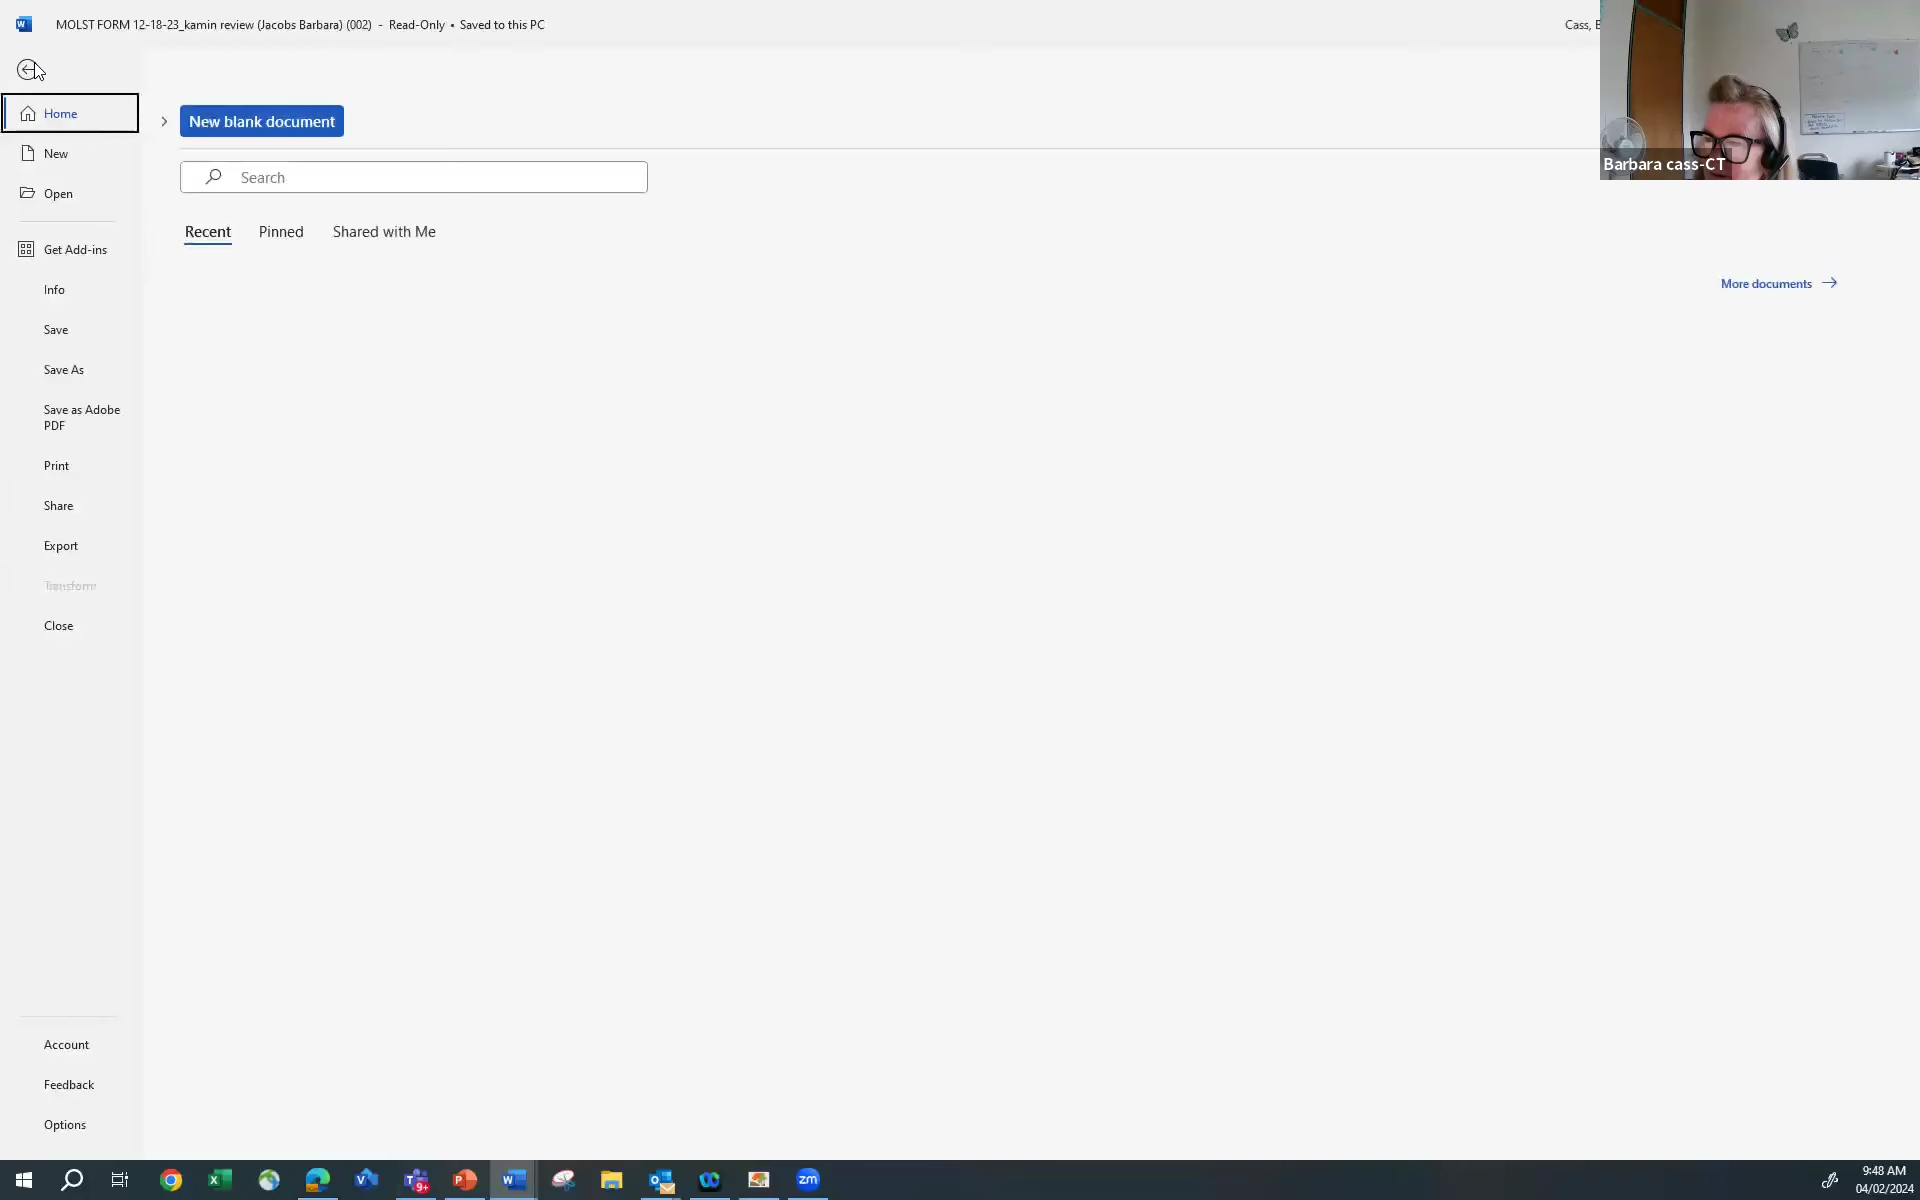 MOLST FORM 12-18-23_kamin review (Jacobs Barbara) (002) - Read-Only • Saved to this PC
Cass, B
Barbara cass-CT
Home
New
Open
Get Add-ins
Info
Save
Save As
Save as Adobe
PDF
Print
Share
Export
Transform
Close
Account
Feedback
Options
New blank document
Search
Recent Pinned Shared with Me
More documents
9:48 AM
04/02/2024